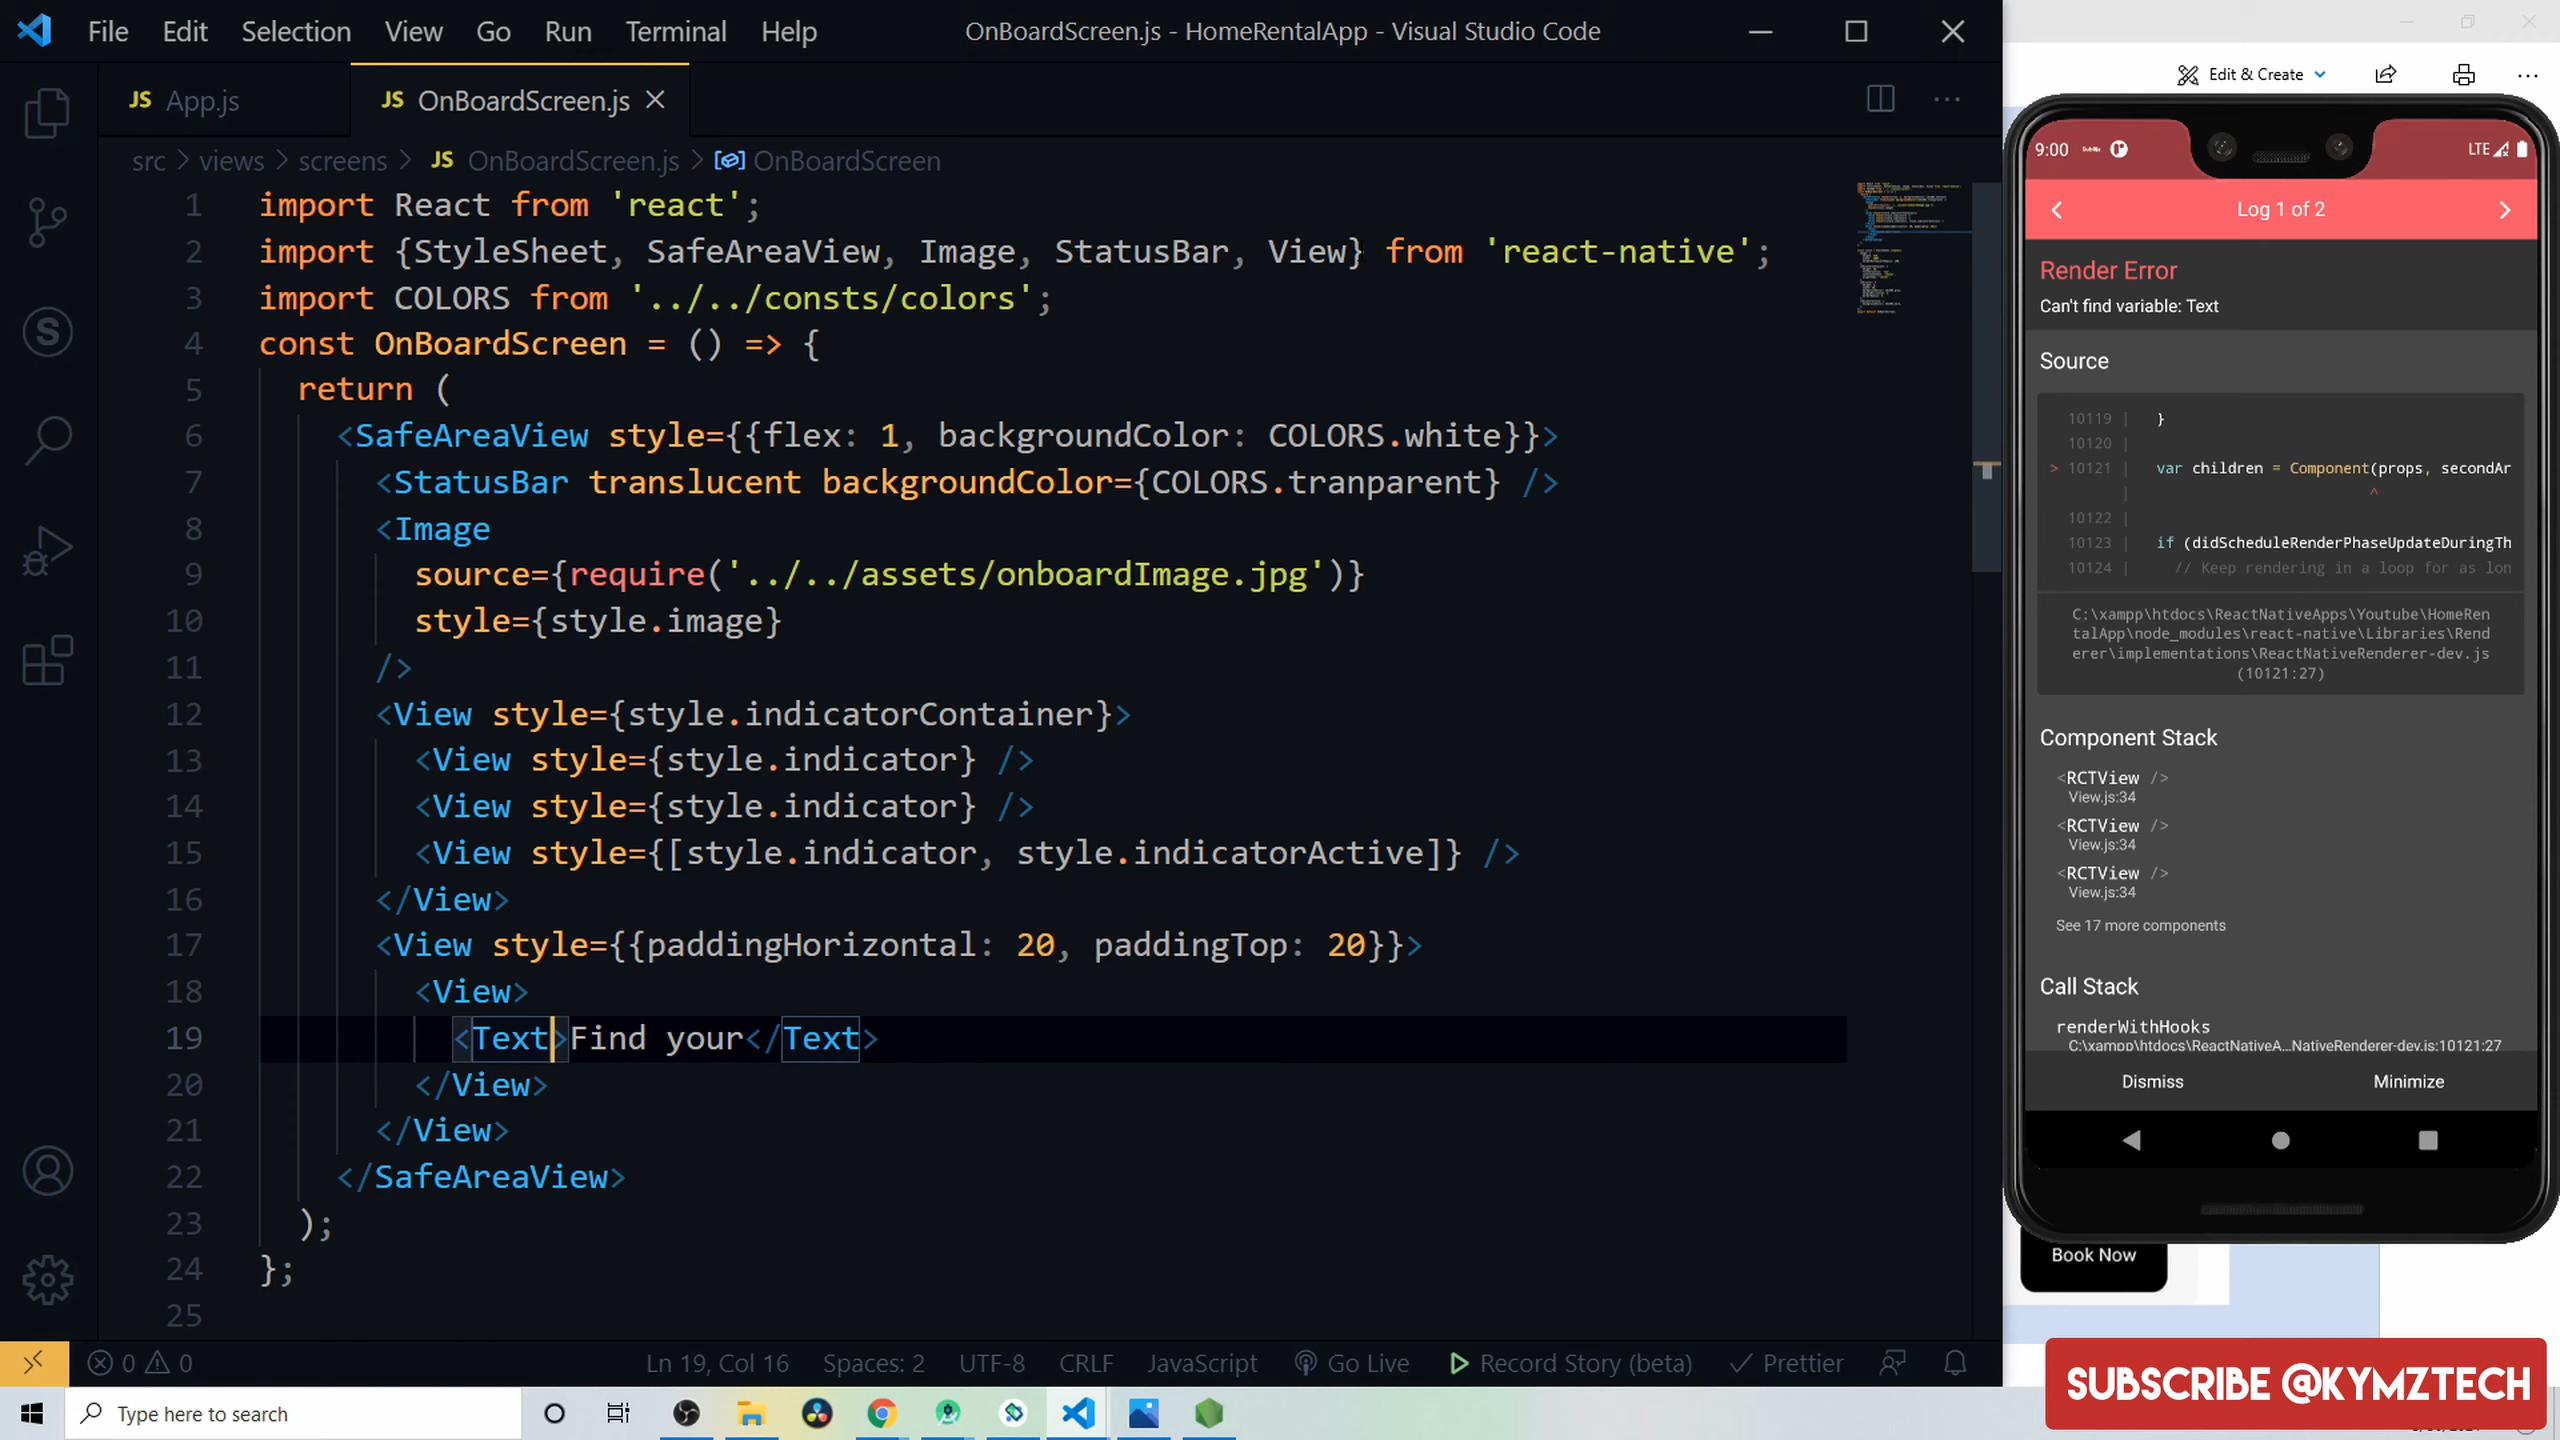 File Edit Selection View Go Run Terminal Help
OnBoardScreen.js - HomeRentalApp - Visual Studio Code
JS App.js
JS OnBoardScreen.js
src > views > screens > JS OnBoardScreen.js > OnBoardScreen
1 import React from 'react';
2 import {StyleSheet, SafeAreaView, Image, StatusBar, View} from 'react-native';
3 import COLORS from '../../consts/colors';
4 const OnBoardScreen = () => {
5 return (
6 <SafeAreaView style={{flex: 1, backgroundColor: COLORS.white}}>
7 <StatusBar translucent backgroundColor={COLORS.tranparent} />
8 <Image
9 source={require('../../assets/onboardImage.jpg')}
10 style={style.image}
11 />
12 <View style={style.indicatorContainer}>
13 <View style={style.indicator} />
14 <View style={style.indicator} />
15 <View style={[style.indicator, style.indicatorActive]} />
16 </View>
17 <View style={{paddingHorizontal: 20, paddingTop: 20}}>
18 <View>
19 <Text>Find your</Text>
20 </View>
21 </View>
22 </SafeAreaView>
23 );
24 };
25
0 0
Ln 19, Col 16 Spaces: 2 UTF-8 CRLF JavaScript Go Live Record Story (beta) Prettier
Type here to search
Edit & Create
9:00
LTE
Log 1 of 2
Render Error
Can't find variable: Text
Source
10119 | }
10120 |
> 10121 | var children = Component(props, secondAr
| ^
10122 |
10123 | if (didScheduleRenderPhaseUpdateDuringTh
10124 | // Keep rendering in a loop for as lon
C:\xampp\htdocs\ReactNativeApps\Youtube\HomeRen
talApp\node_modules\react-native\Libraries\Rend
erer\implementations\ReactNativeRenderer-dev.js
(10121:27)
Component Stack
<RCTView />
View.js:34
<RCTView />
View.js:34
<RCTView />
View.js:34
See 17 more components
Call Stack
renderWithHooks
C:\xampp\htdocs\ReactNativeA...NativeRenderer-dev.js:10121:27
Dismiss Minimize
Book Now
SUBSCRIBE @KYMZTECH